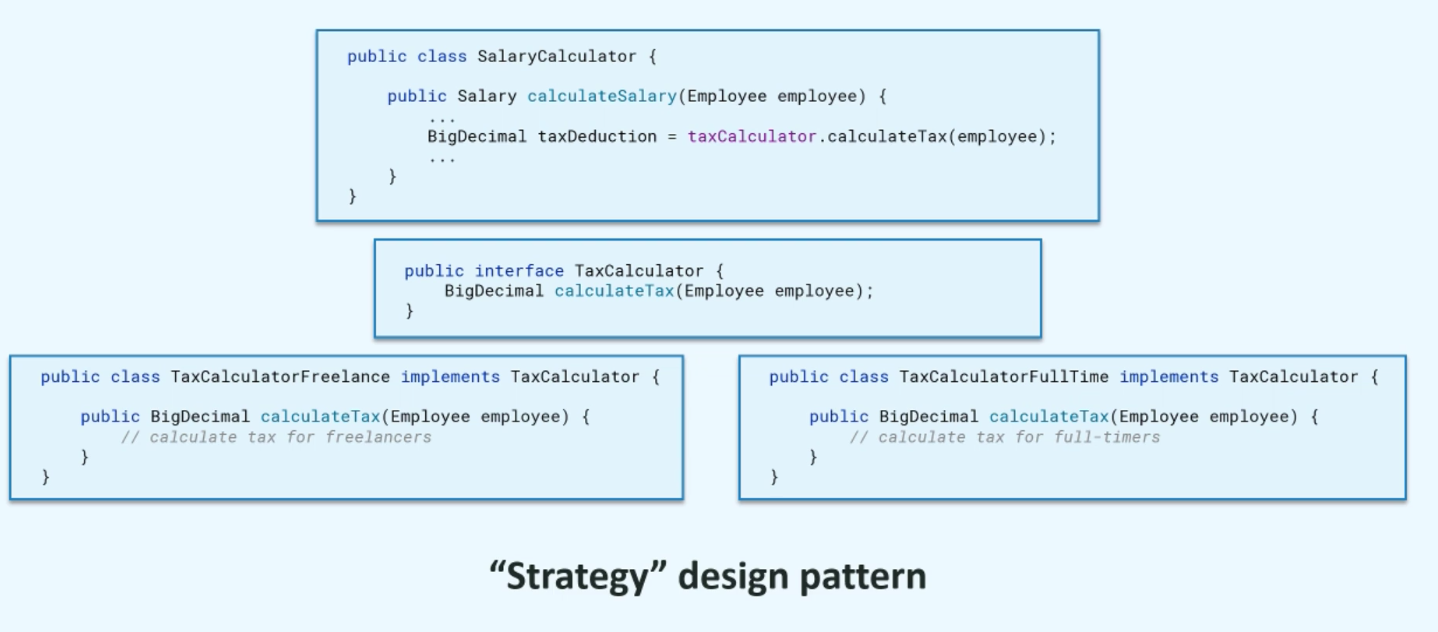 public class SalaryCalculator {
public Salary calculateSalary(Employee employee) {
...
BigDecimal taxDeduction = taxCalculator.calculateTax(employee);
...
}
}
public interface TaxCalculator {
BigDecimal calculateTax(Employee employee);
}
public class TaxCalculatorFreelance implements TaxCalculator {
public BigDecimal calculateTax(Employee employee) {
// calculate tax for freelancers
}
}
public class TaxCalculatorFullTime implements TaxCalculator {
public BigDecimal calculateTax(Employee employee) {
// calculate tax for full-timers
}
}
“Strategy” design pattern